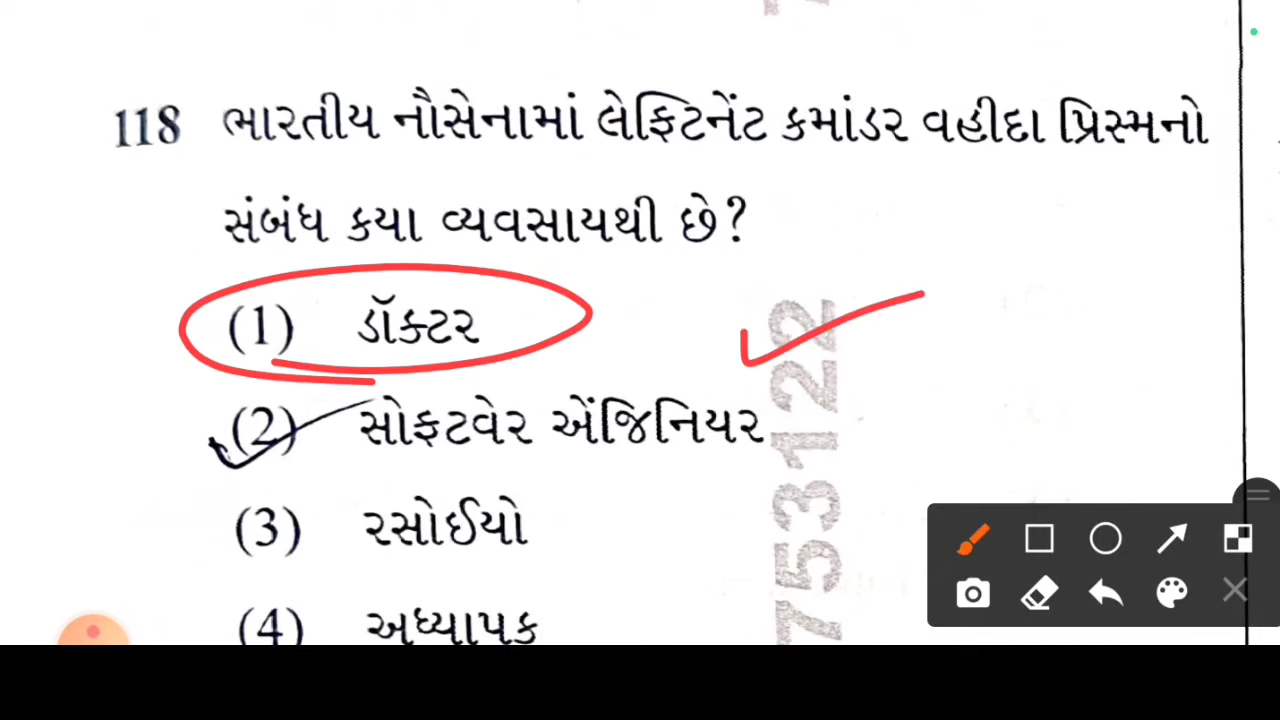 118 ભારતીય નૌસેનામાં લેફ્ટિનેંટ કમાંડર વહીદા પ્રિસ્મનો
સંબંધ કયા વ્યવસાયથી છે?
(1) ડૉક્ટર
(2) સોફ્ટવેર એંજિનિયર
(3) રસોઈયો
(4) અધ્યાપક
753122